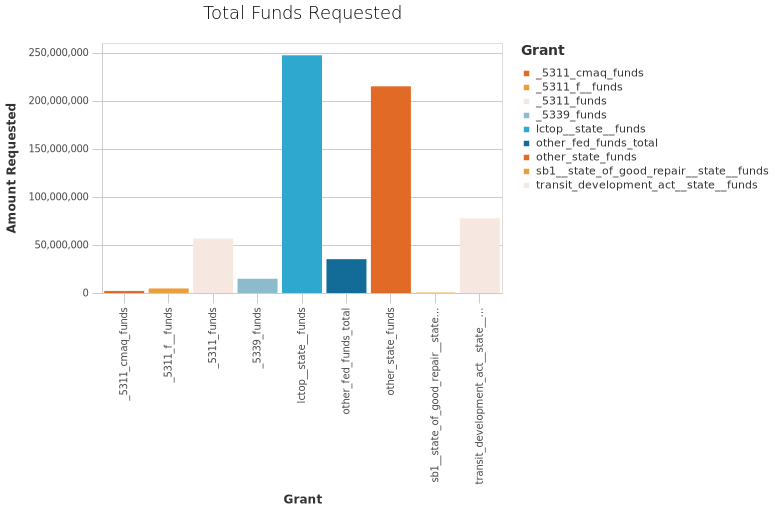 Total Funds Requested
Amount Requested
250,000,000
200,000,000
150,000,000
100,000,000
50,000,000
0
_5311_cmaq_funds
_5311_f__funds
_5311_funds
_5339_funds
lctop__state__funds
other_fed_funds_total
other_state_funds
sb1__state_of_good_repair__state…
transit_development_act__state__…
Grant
Grant
_5311_cmaq_funds
_5311_f__funds
_5311_funds
_5339_funds
lctop__state__funds
other_fed_funds_total
other_state_funds
sb1__state_of_good_repair__state__funds
transit_development_act__state__funds